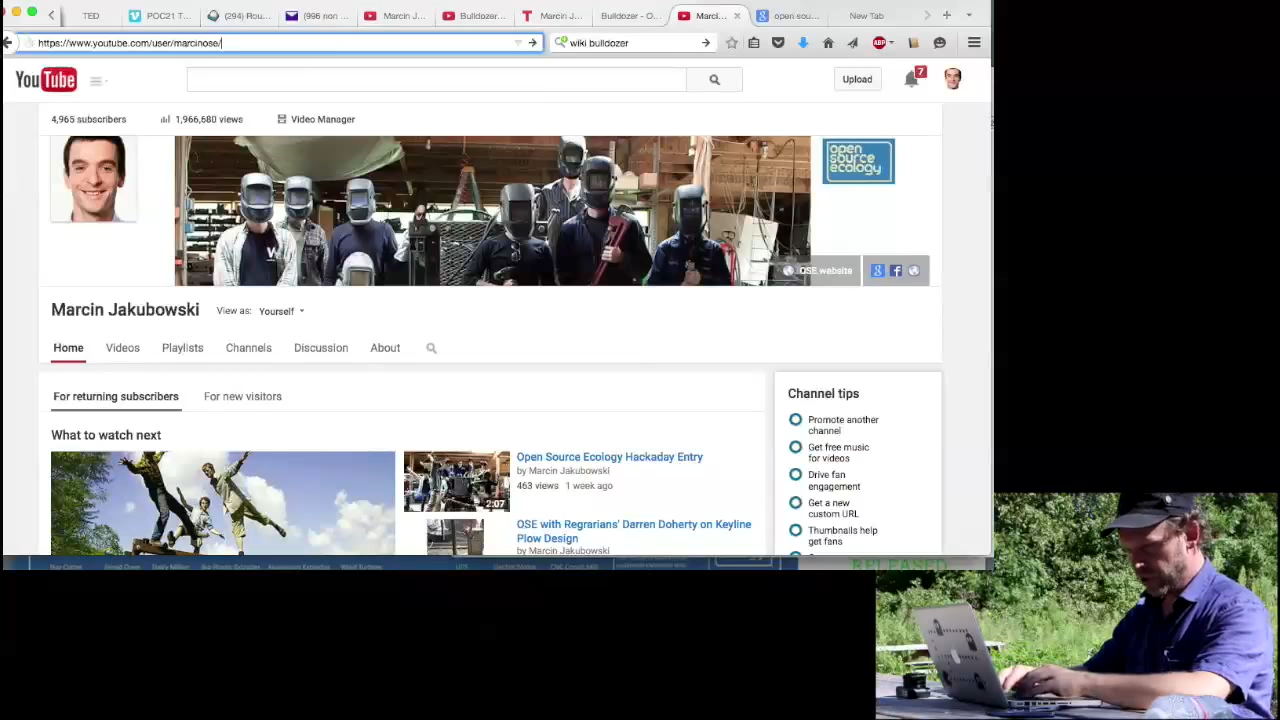 TED
POC21 T...
(294) Rou...
(996 non ...
Marcin J...
Bulldozer...
Marcin J...
Bulldozer - O...
Marci...
open sou...
New Tab
https://www.youtube.com/user/marcinose/
wiki bulldozer
ABP
YouTube
Upload
7
4,965 subscribers
1,966,680 views
Video Manager
open source ecology
OSE website
Marcin Jakubowski
View as: Yourself
Home
Videos
Playlists
Channels
Discussion
About
For returning subscribers
For new visitors
What to watch next
Open Source Ecology Hackaday Entry
by Marcin Jakubowski
463 views 1 week ago
2:07
OSE with Regrarians' Darren Doherty on Keyline
Plow Design
by Marcin Jakubowski
Channel tips
Promote another
channel
Get free music
for videos
Drive fan
engagement
Get a new
custom URL
Thumbnails help
get fans
RELEASED